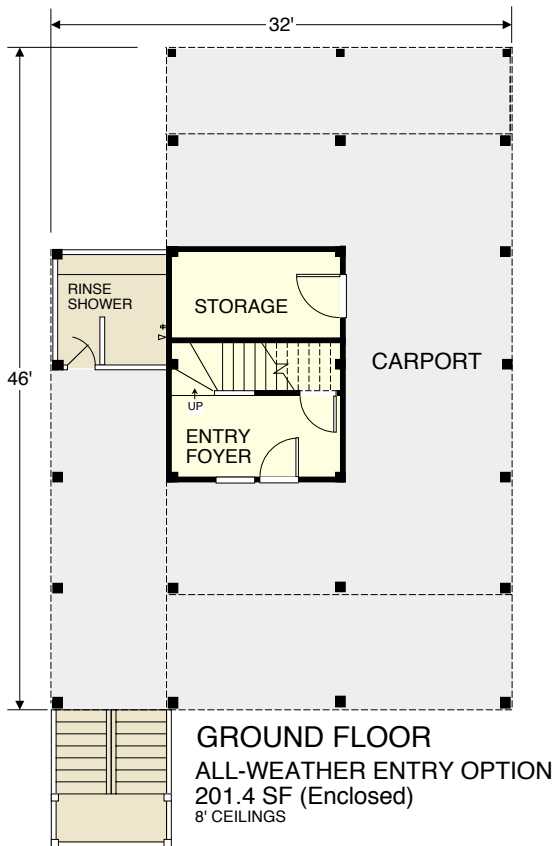 32'
RINSE
SHOWER
STORAGE
CARPORT
46'
UP
ENTRY
FOYER
GROUND FLOOR
ALL-WEATHER ENTRY OPTION
201.4 SF (Enclosed)
8' CEILINGS